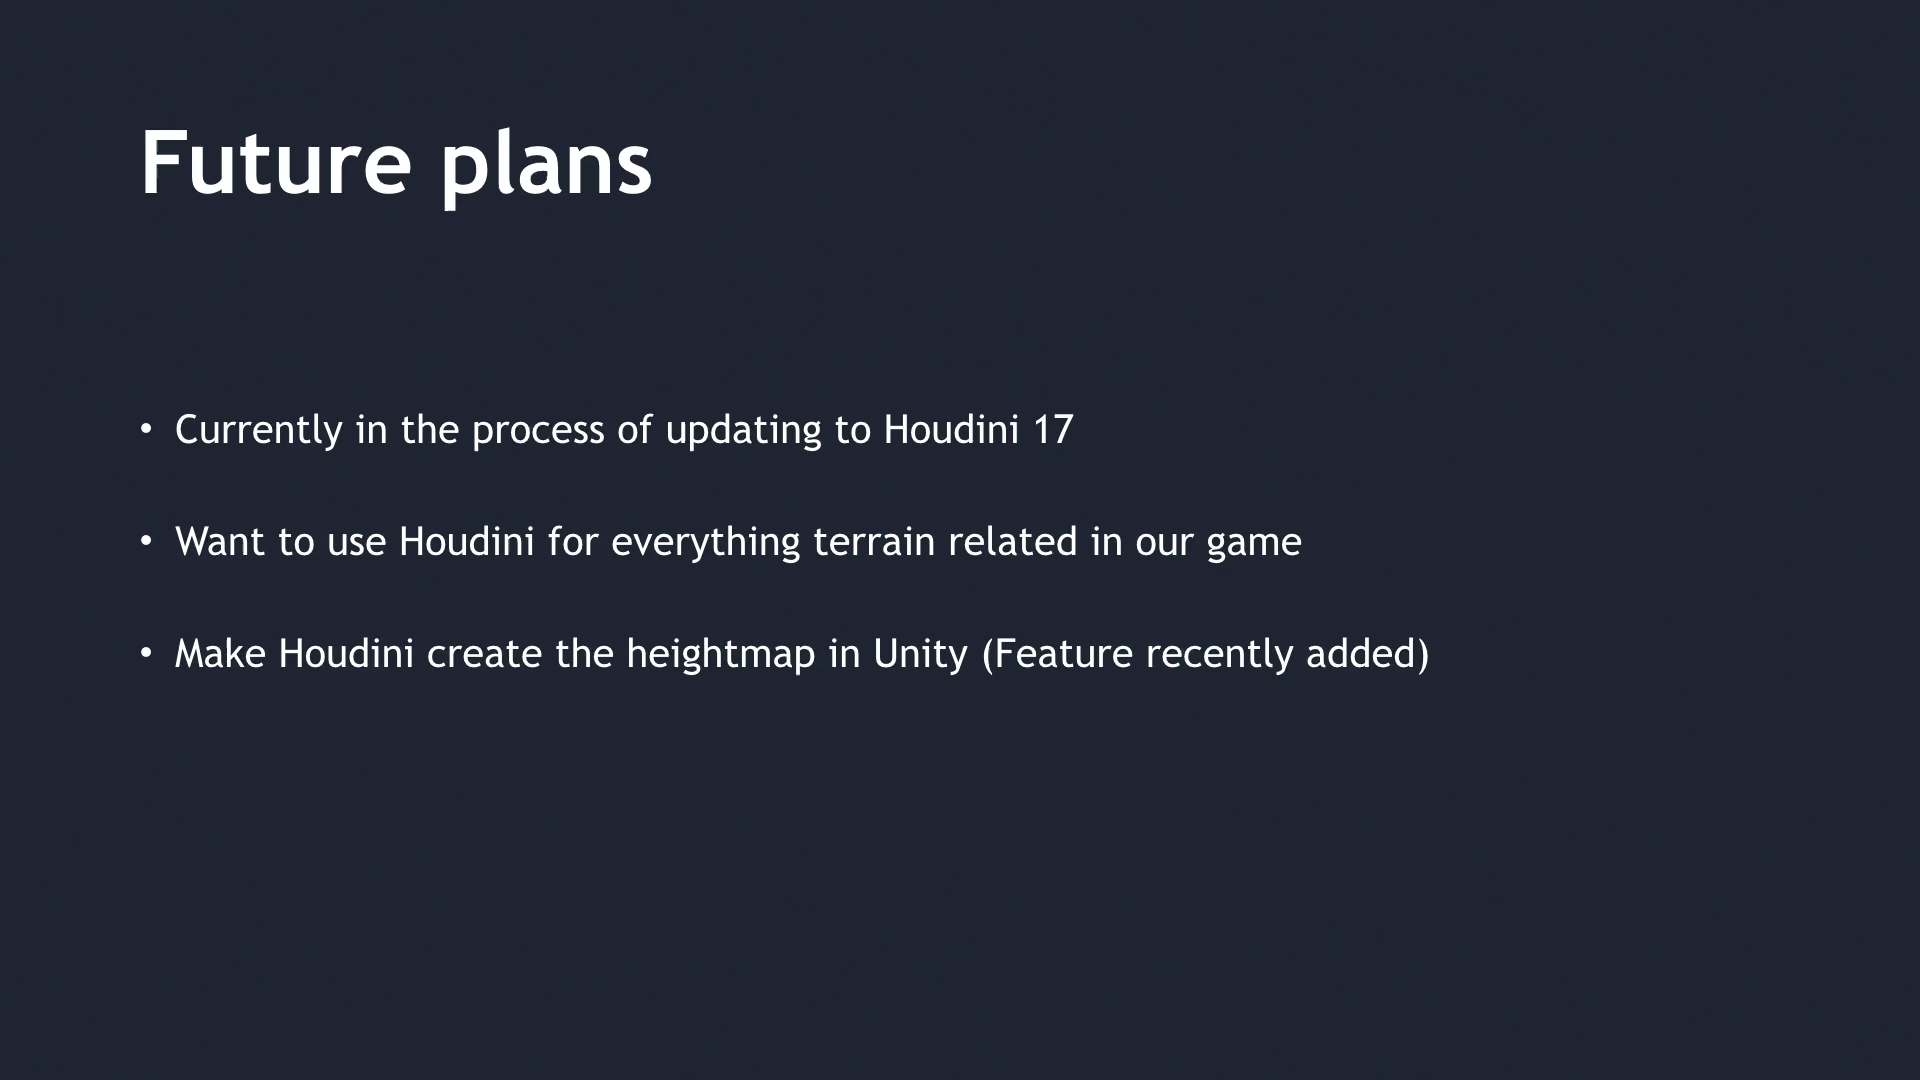 Future plans
• Currently in the process of updating to Houdini 17
• Want to use Houdini for everything terrain related in our game
• Make Houdini create the heightmap in Unity (Feature recently added)